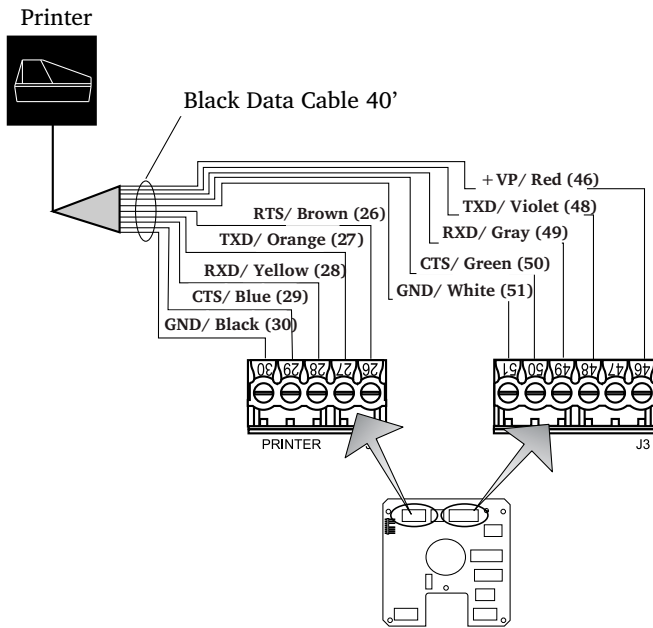 Printer
Black Data Cable 40’
+VP/ Red (46)
TXD/ Violet (48)
RXD/ Gray (49)
CTS/ Green (50)
GND/ White (51)
RTS/ Brown (26)
TXD/ Orange (27)
RXD/ Yellow (28)
CTS/ Blue (29)
GND/ Black (30)
30 29 28 27 26
51 50 49 48 47 46
PRINTER
J3